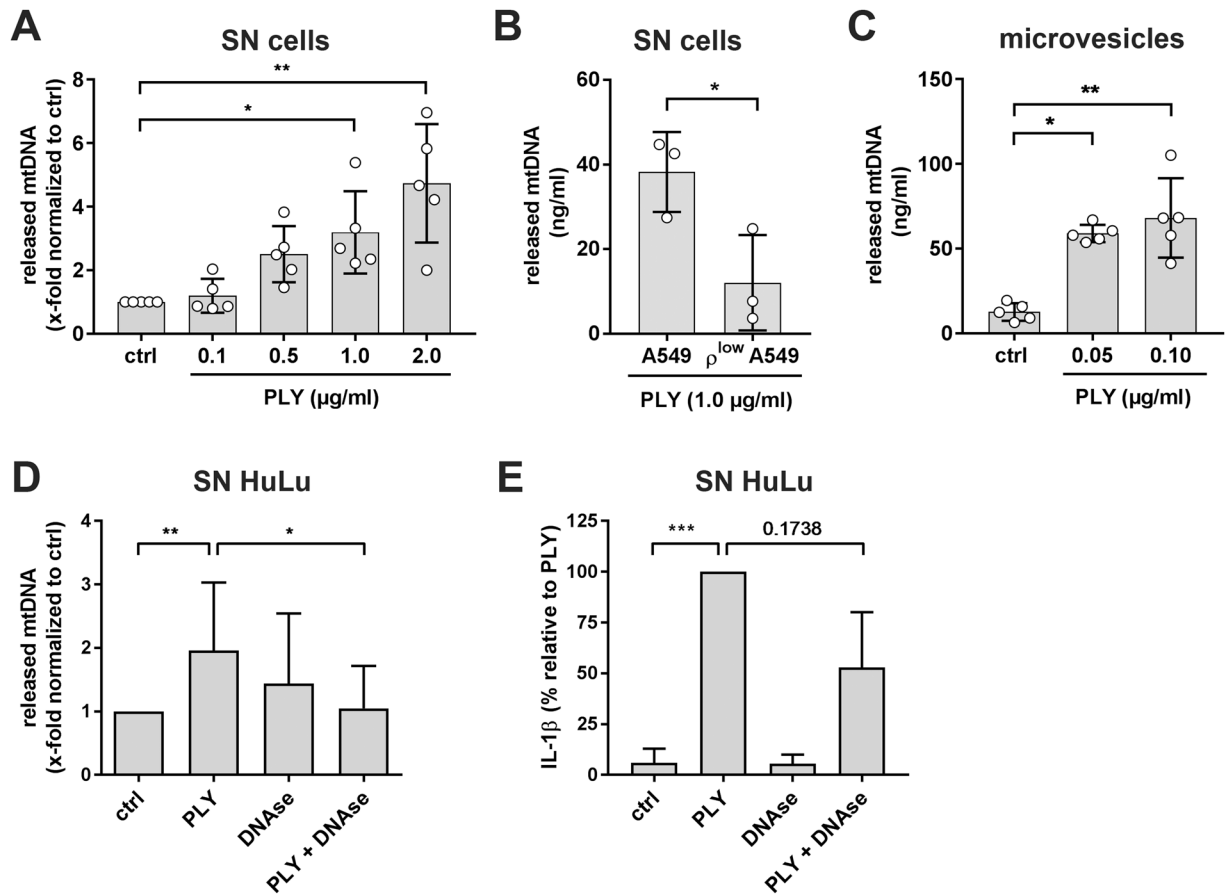 A
SN cells
released mtDNA
(x-fold normalized to ctrl)
8
6
4
2
0
**
*
ctrl
0.1
0.5
1.0
2.0
PLY (µg/ml)
B
SN cells
released mtDNA
(ng/ml)
60
40
20
0
*
A549
ρlow A549
PLY (1.0 µg/ml)
C
microvesicles
released mtDNA
(ng/ml)
150
100
50
0
**
*
ctrl
0.05
0.10
PLY (µg/ml)
D
SN HuLu
released mtDNA
(x-fold normalized to ctrl)
4
3
2
1
0
**
*
ctrl
PLY
DNAse
PLY + DNAse
E
SN HuLu
IL-1β (% relative to PLY)
125
100
75
50
25
0
***
0.1738
ctrl
PLY
DNAse
PLY + DNAse